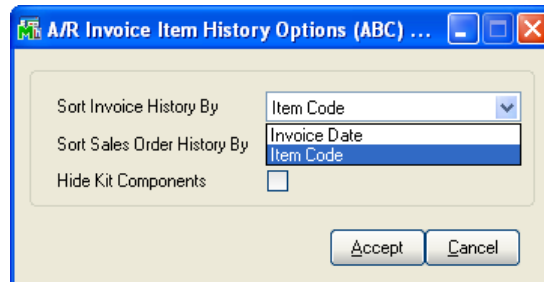 A/R Invoice Item History Options (ABC) ...
Sort Invoice History By Item Code
Invoice Date
Sort Sales Order History By
Item Code
Hide Kit Components
Accept Cancel